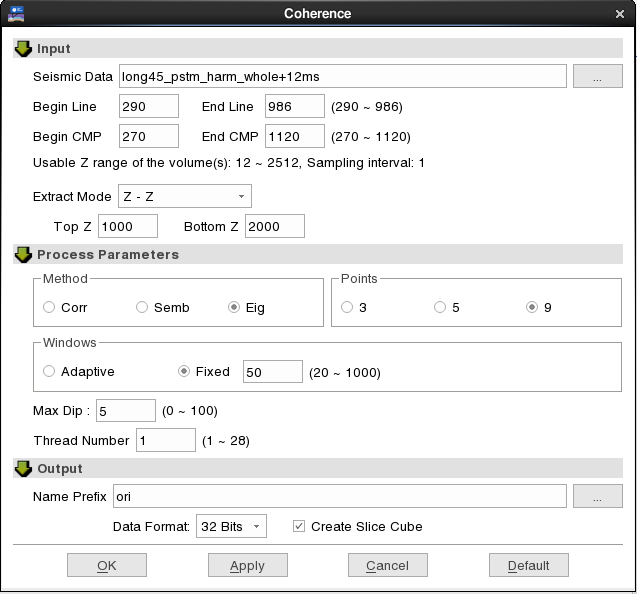 Coherence
Input
Seismic Data long45_pstm_harm_whole+12ms ...
Begin Line 290 End Line 986 (290 ~ 986)
Begin CMP 270 End CMP 1120 (270 ~ 1120)
Usable Z range of the volume(s): 12 ~ 2512, Sampling interval: 1
Extract Mode Z - Z
Top Z 1000 Bottom Z 2000
Process Parameters
Method Points
Corr Semb Eig 3 5 9
Windows
Adaptive Fixed 50 (20 ~ 1000)
Max Dip : 5 (0 ~ 100)
Thread Number 1 (1 ~ 28)
Output
Name Prefix ori ...
Data Format: 32 Bits Create Slice Cube
OK Apply Cancel Default